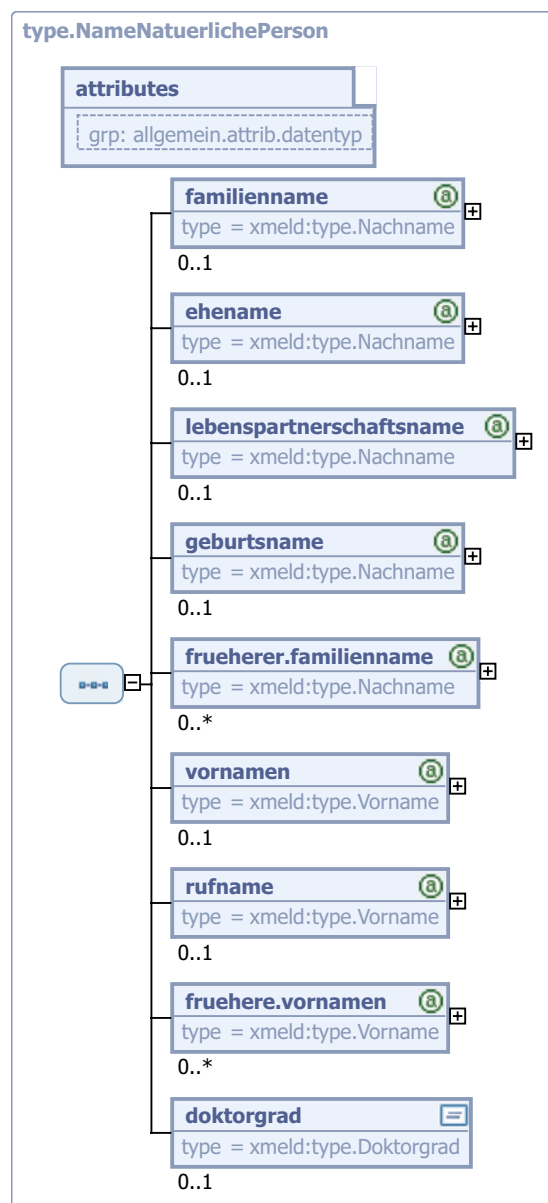 type.NameNatuerlichePerson
attributes
grp: allgemein.attrib.datentyp
familienname
type = xmeld:type.Nachname
0..1
ehename
type = xmeld:type.Nachname
0..1
lebenspartnerschaftsname
type = xmeld:type.Nachname
0..1
geburtsname
type = xmeld:type.Nachname
0..1
frueherer.familienname
type = xmeld:type.Nachname
0..*
vornamen
type = xmeld:type.Vorname
0..1
rufname
type = xmeld:type.Vorname
0..1
fruehere.vornamen
type = xmeld:type.Vorname
0..*
doktorgrad
type = xmeld:type.Doktorgrad
0..1